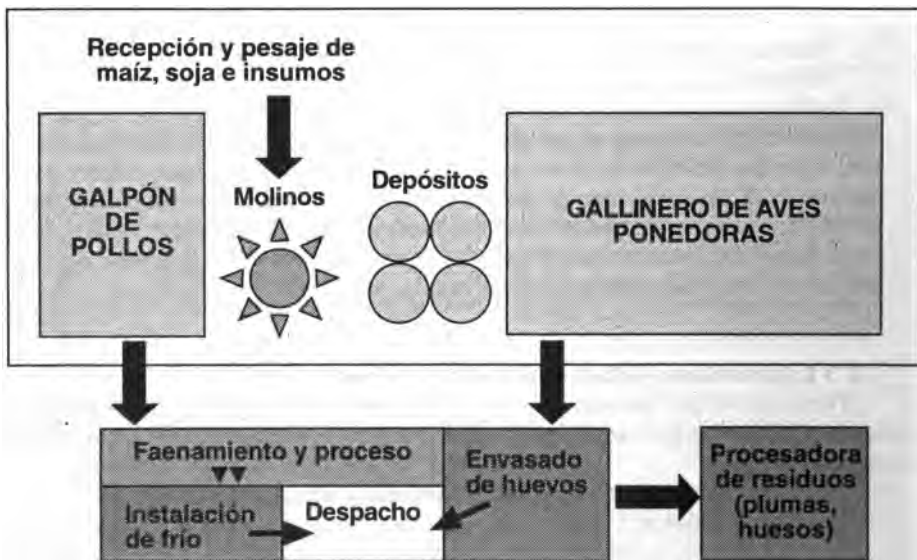 Recepción y pesaje de
maíz, soja e insumos
GALPÓN
DE
POLLOS
Molinos
Depósitos
GALLINERO DE AVES
PONEDORAS
Faenamiento y proceso
Instalación
de frío
Despacho
Envasado
de huevos
Procesadora
de residuos
(plumas,
huesos)